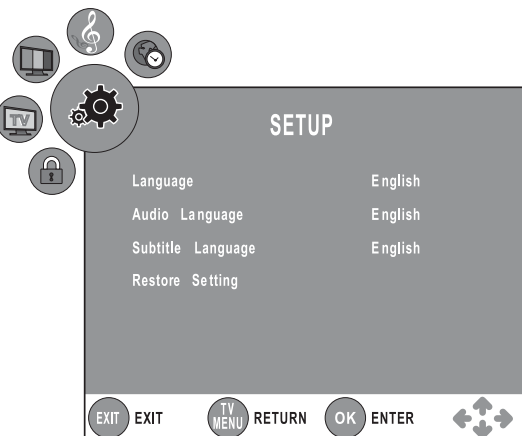 TV
SETUP
Language English
Audio Language English
Subtitle Language English
Restore Setting
EXIT EXIT TV MENU RETURN OK ENTER